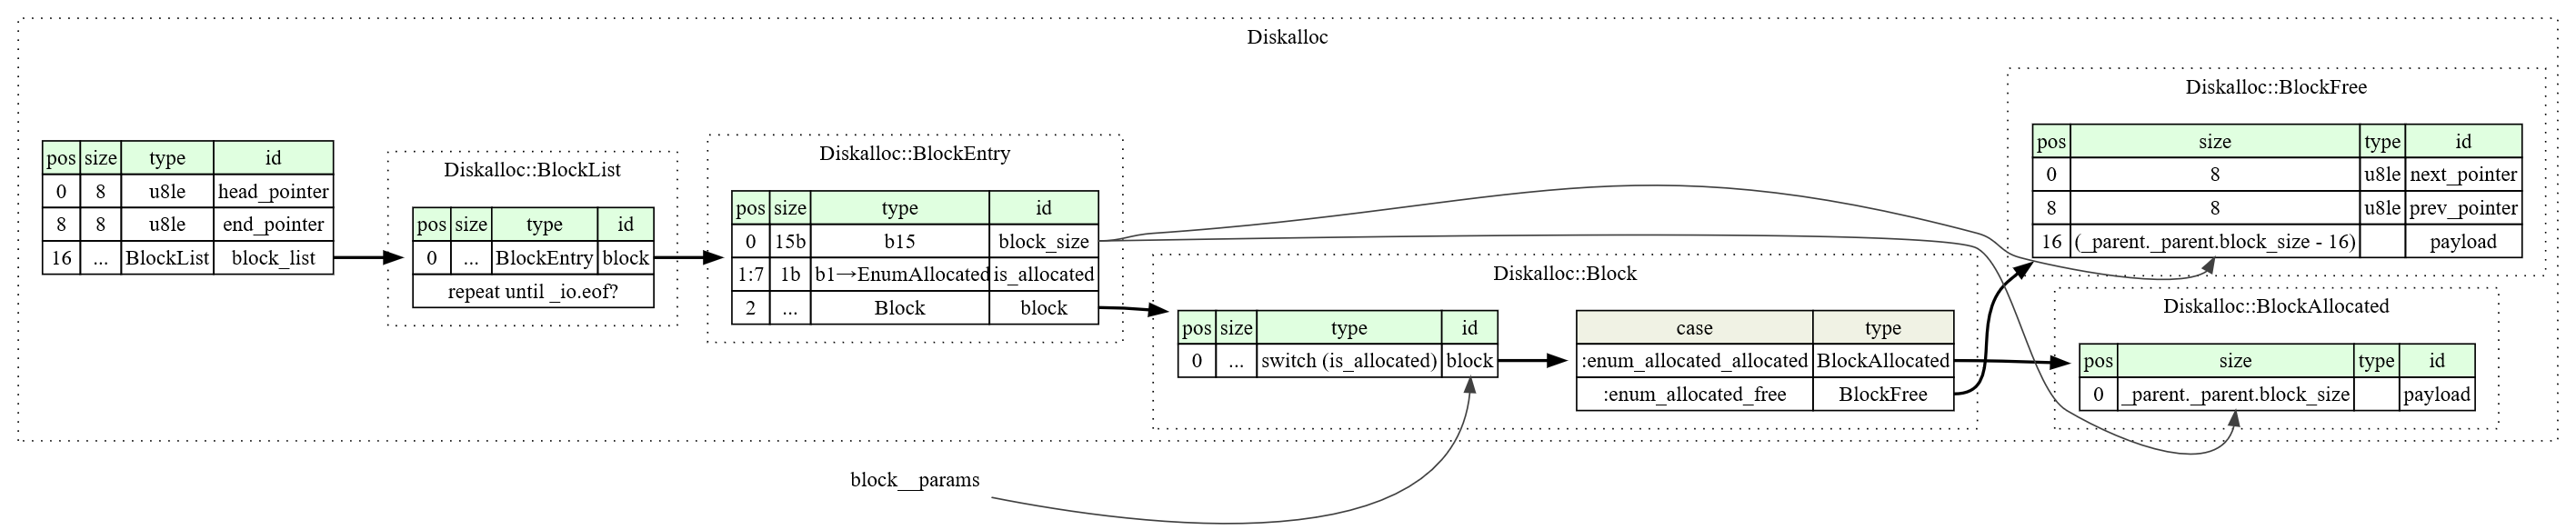 Diskalloc
pos size type id
0 8 u8le head_pointer
8 8 u8le end_pointer
16 ... BlockList block_list
Diskalloc::BlockList
pos size type id
0 ... BlockEntry block
repeat until _io.eof?
Diskalloc::BlockEntry
pos size type id
0 15b b15 block_size
1:7 1b b1→EnumAllocated is_allocated
2 ... Block block
Diskalloc::Block
pos size type id
0 ... switch (is_allocated) block
case type
:enum_allocated_allocated BlockAllocated
:enum_allocated_free BlockFree
Diskalloc::BlockFree
pos size type id
0 8 u8le next_pointer
8 8 u8le prev_pointer
16 (_parent._parent.block_size - 16) payload
Diskalloc::BlockAllocated
pos size type id
0 _parent._parent.block_size payload
block__params